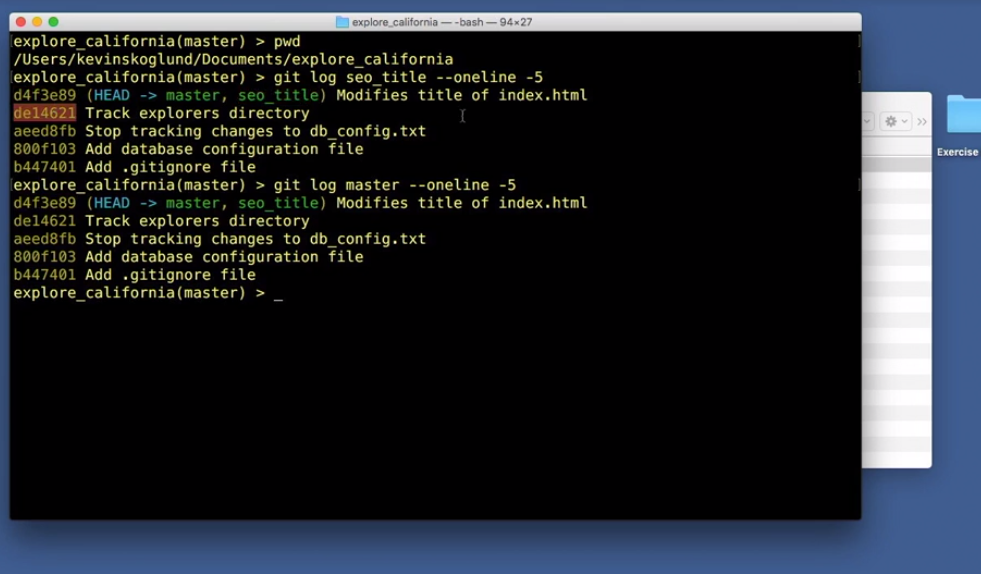 explore_california — -bash — 94×27
explore_california(master) > pwd
/Users/kevinskoglund/Documents/explore_california
explore_california(master) > git log seo_title --oneline -5
d4f3e89 (HEAD -> master, seo_title) Modifies title of index.html
de14621 Track explorers directory
aeed8fb Stop tracking changes to db_config.txt
800f103 Add database configuration file
b447401 Add .gitignore file
explore_california(master) > git log master --oneline -5
d4f3e89 (HEAD -> master, seo_title) Modifies title of index.html
de14621 Track explorers directory
aeed8fb Stop tracking changes to db_config.txt
800f103 Add database configuration file
b447401 Add .gitignore file
explore_california(master) > _
Exercise